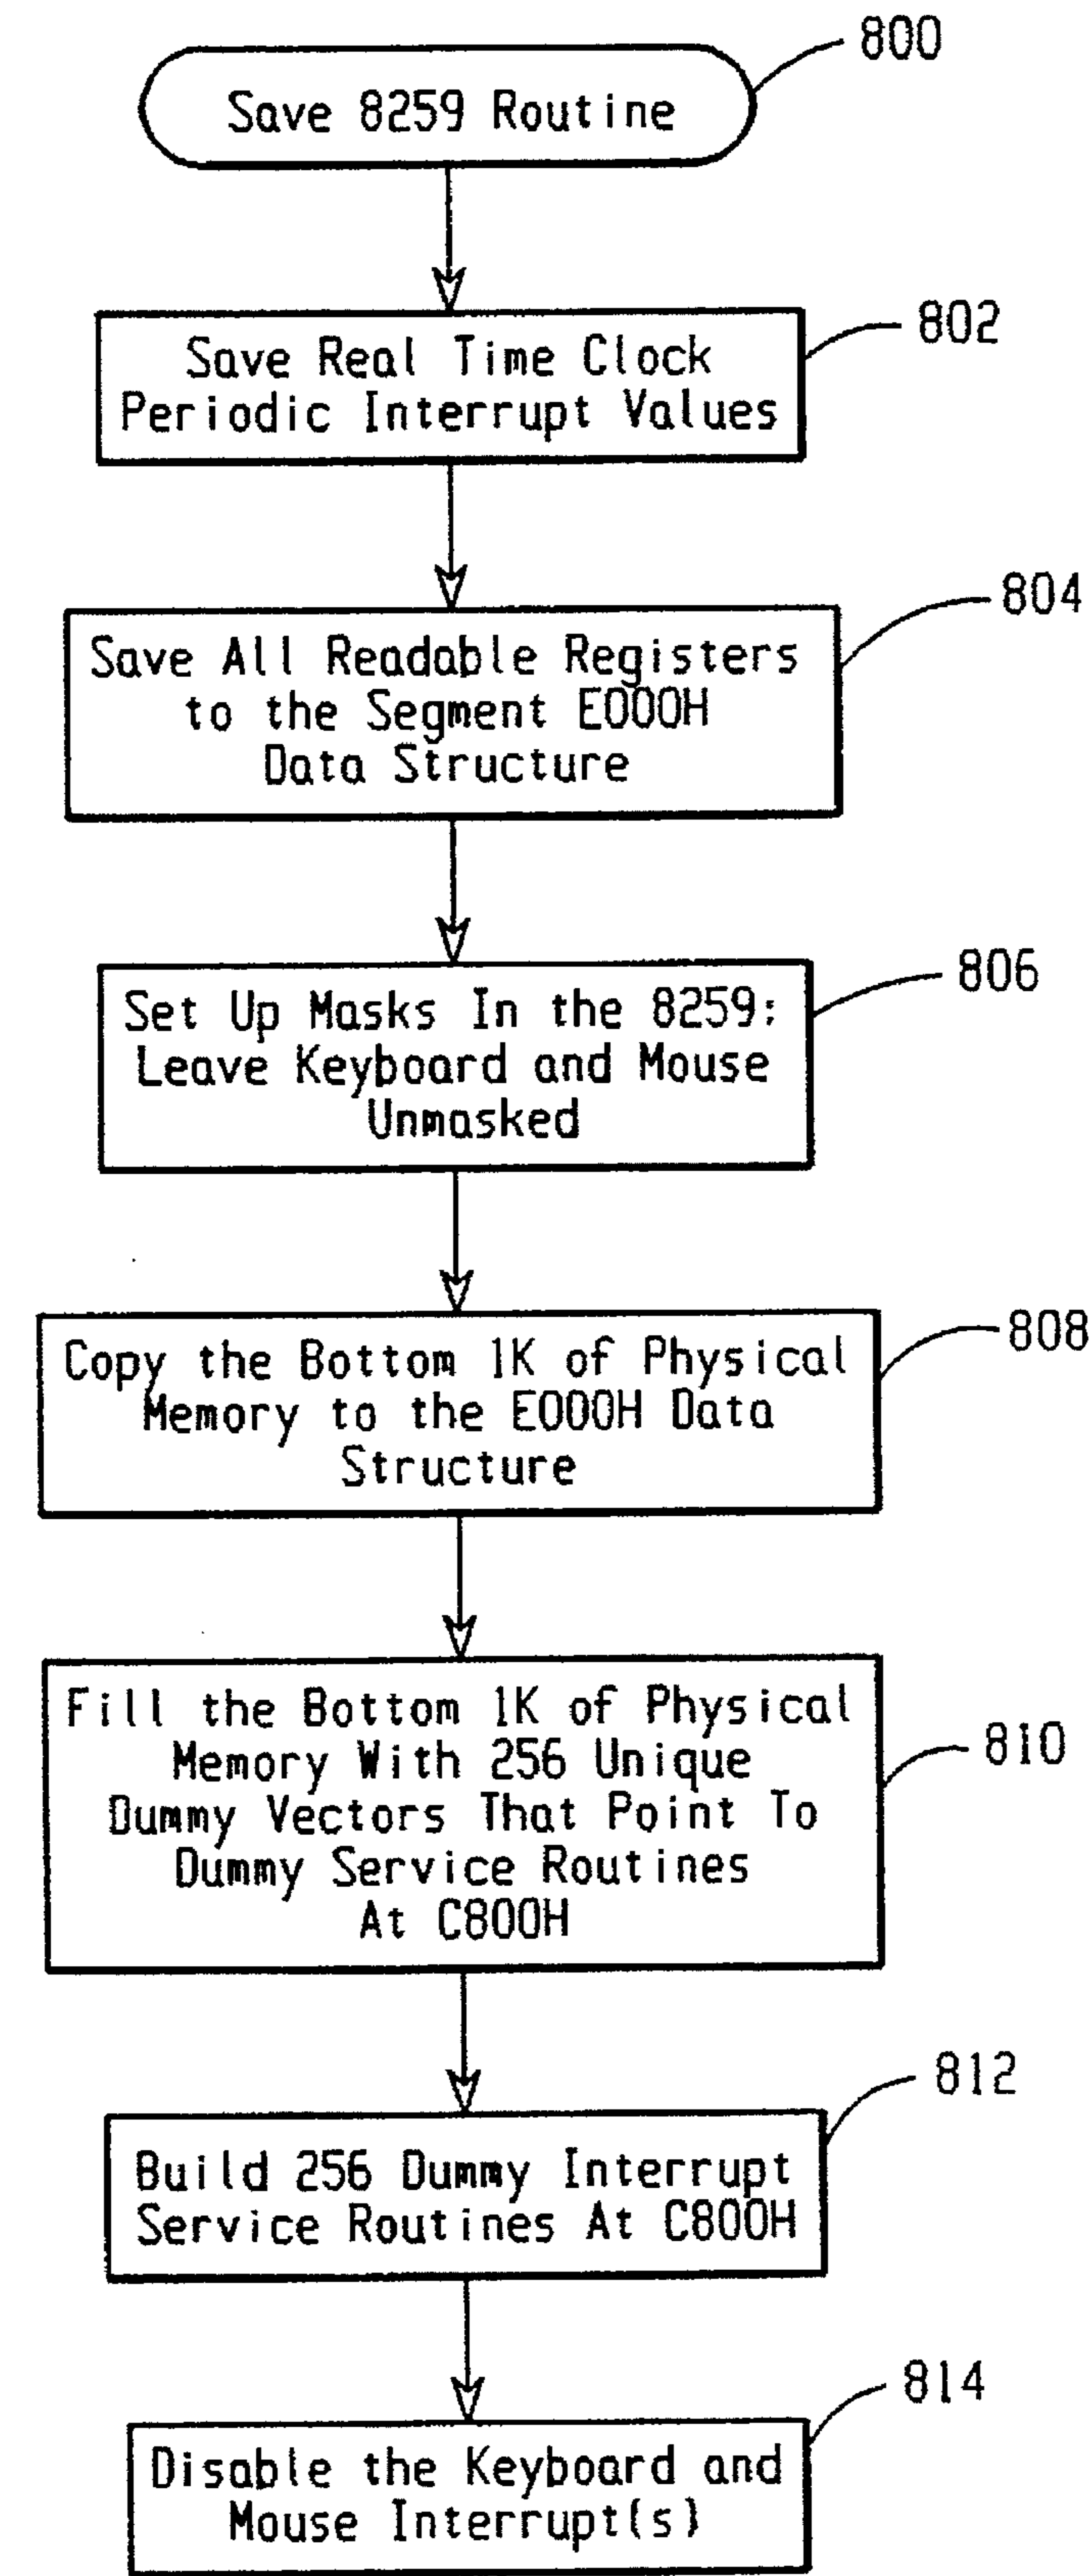 800
Save 8259 Routine
802
Save Real Time Clock
Periodic Interrupt Values
804
Save All Readable Registers
to the Segment E000H
Data Structure
806
Set Up Masks In the 8259:
Leave Keyboard and Mouse
Unmasked
808
Copy the Bottom 1K of Physical
Memory to the E000H Data
Structure
Fill the Bottom 1K of Physical
Memory With 256 Unique
810
Dummy Vectors That Point To
Dummy Service Routines
At C800H
812
Build 256 Dummy Interrupt
Service Routines At C800H
814
Disable the Keyboard and
Mouse Interrupt(s)